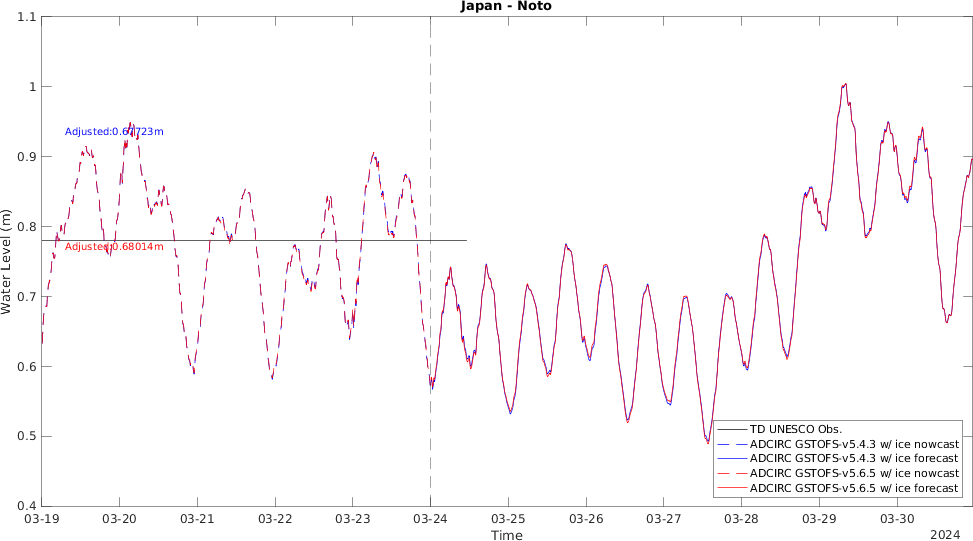 Japan - Noto
1.1
1
0.9
0.8
0.7
0.6
0.5
0.4
Water Level (m)
Adjusted:0.67723m
Adjusted:0.68014m
TD UNESCO Obs.
ADCIRC GSTOFS-v5.4.3 w/ ice nowcast
ADCIRC GSTOFS-v5.4.3 w/ ice forecast
ADCIRC GSTOFS-v5.6.5 w/ ice nowcast
ADCIRC GSTOFS-v5.6.5 w/ ice forecast
03-19 03-20 03-21 03-22 03-23 03-24 03-25 03-26 03-27 03-28 03-29 03-30
Time
2024